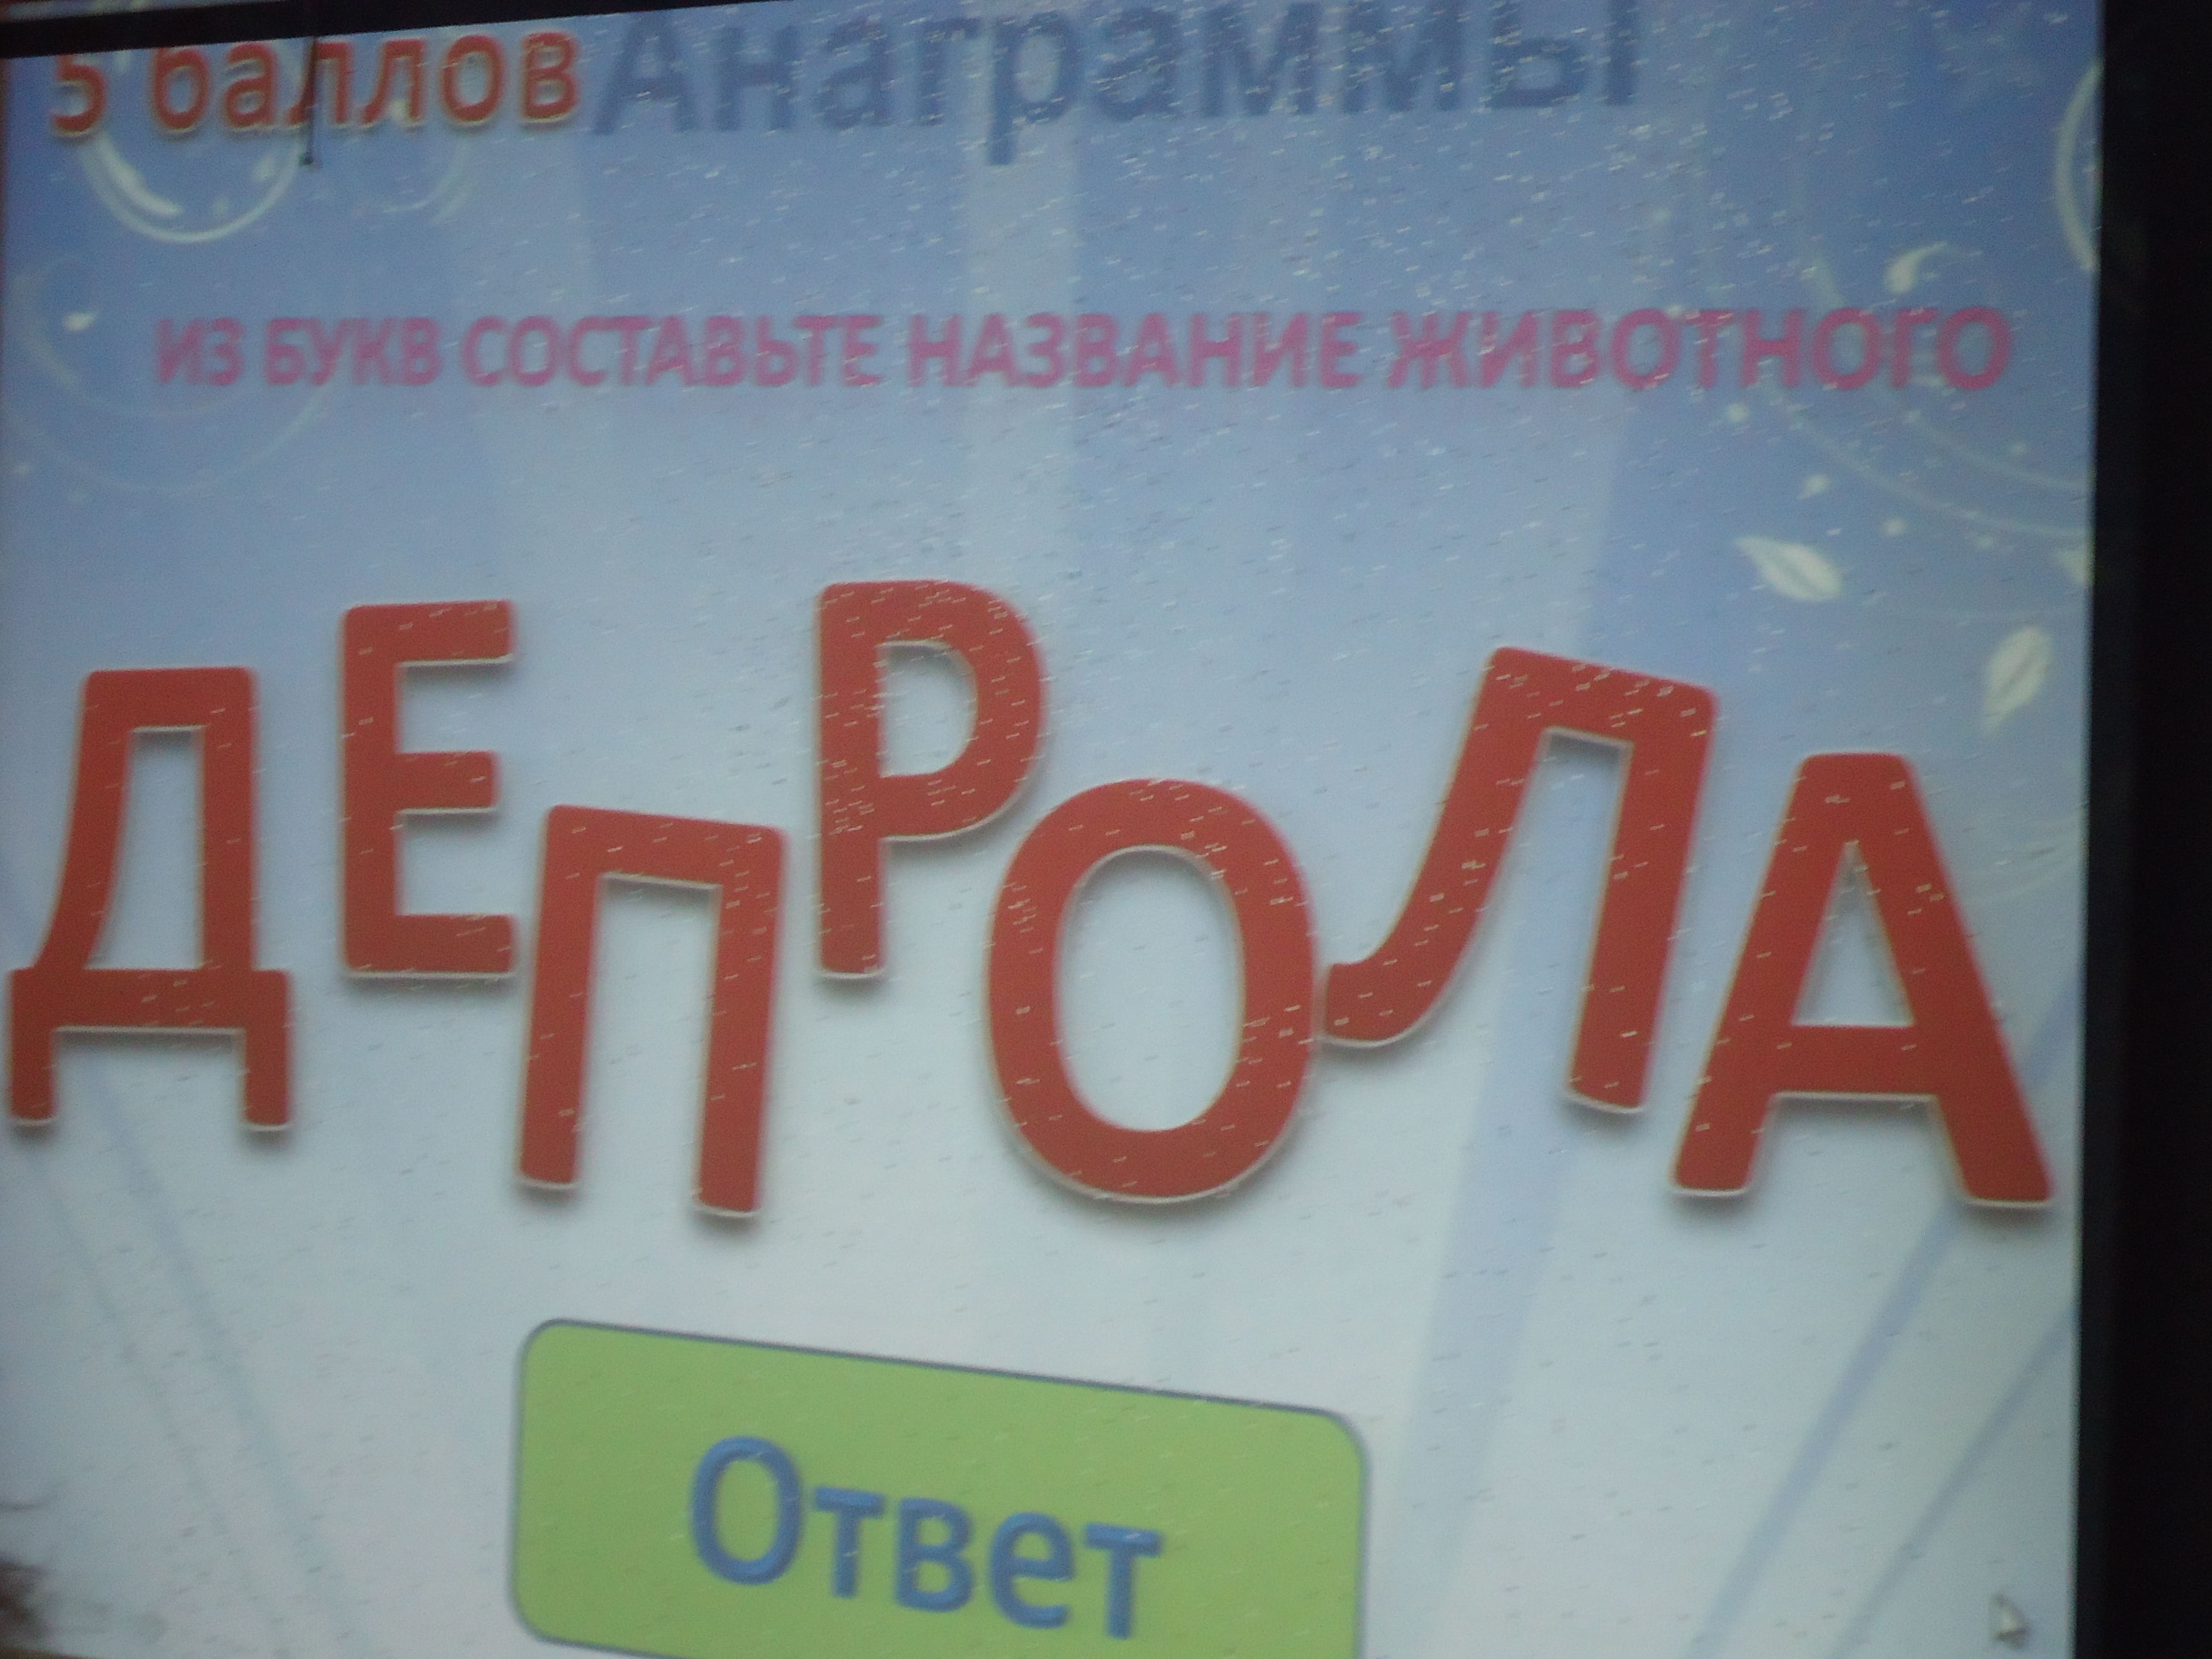 5 баллов Анаграммы
ИЗ БУКВ СОСТАВЬТЕ НАЗВАНИЕ ЖИВОТНОГО
ДЕПРОЛА
Ответ